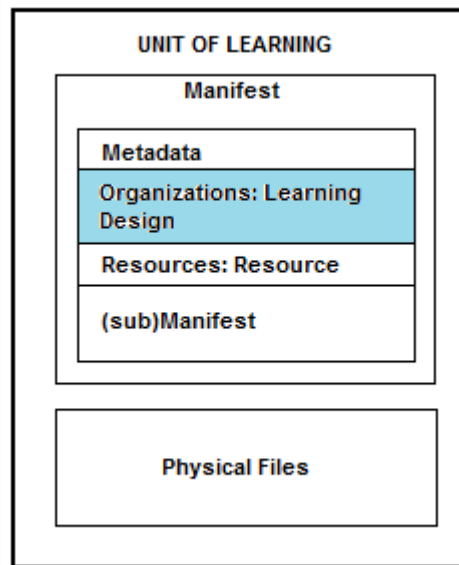 UNIT OF LEARNING
Manifest
Metadata
Organizations: Learning
Design
Resources: Resource
(sub)Manifest
Physical Files